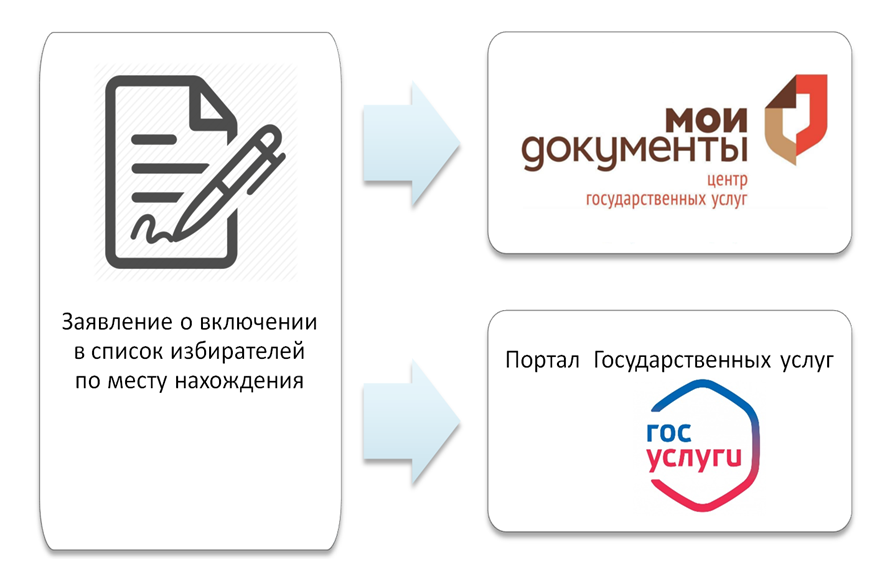 Заявление о включении
в список избирателей
по месту нахождения
мои
документы
центр
государственных услуг
Портал Государственных услуг
гос
услуги